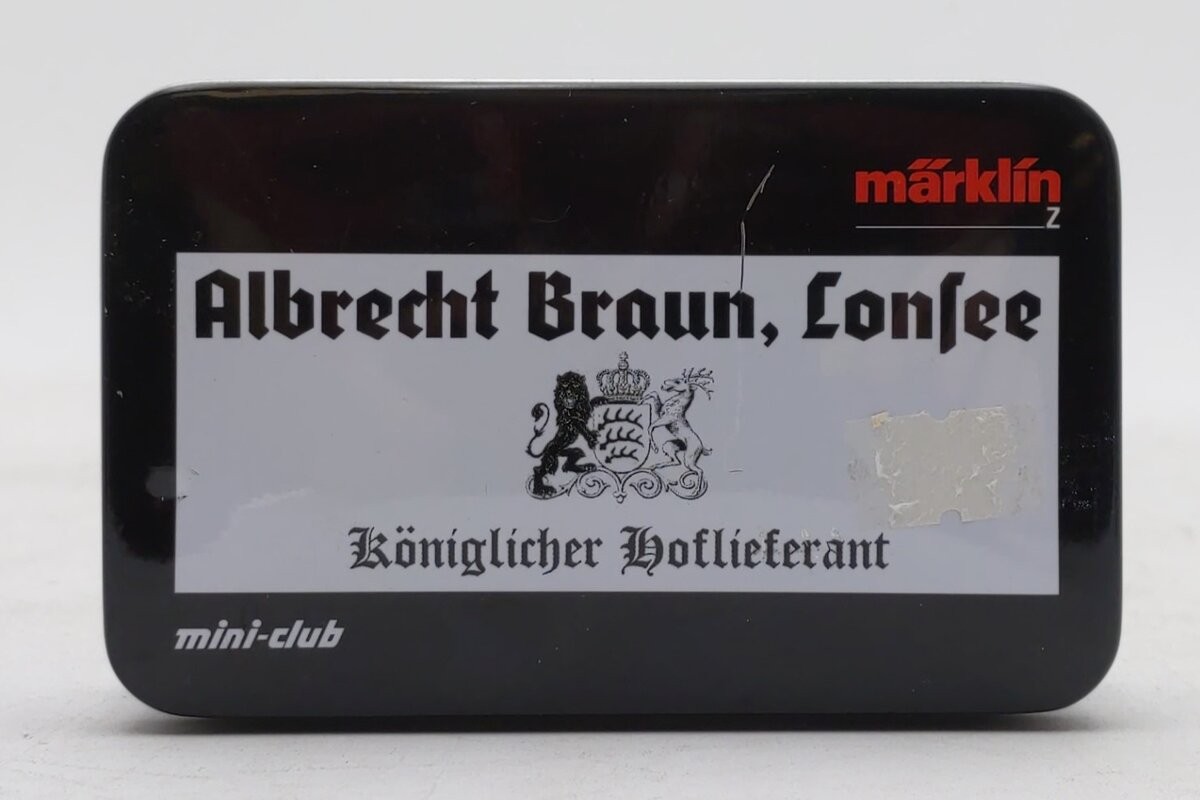 märklin
Z
Albrecht Braun, Lonſee
Königlicher Hoflieferant
mini-club